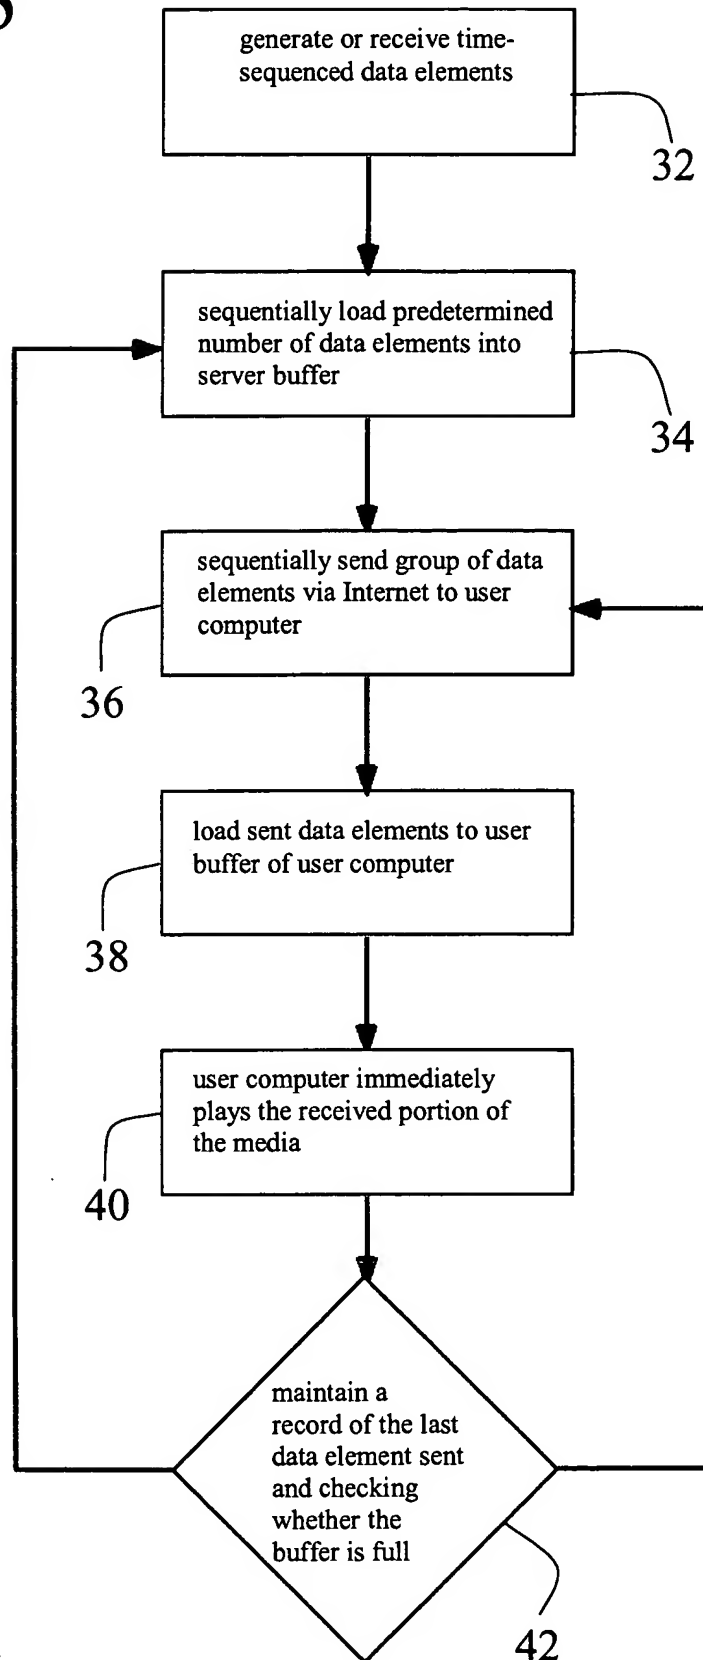 generate or receive time-
sequenced data elements
32
sequentially load predetermined
number of data elements into
server buffer
34
sequentially send group of data
elements via Internet to user
computer
36
load sent data elements to user
buffer of user computer
38
user computer immediately
plays the received portion of
the media
40
maintain a
record of the last
data element sent
and checking
whether the
buffer is full
42